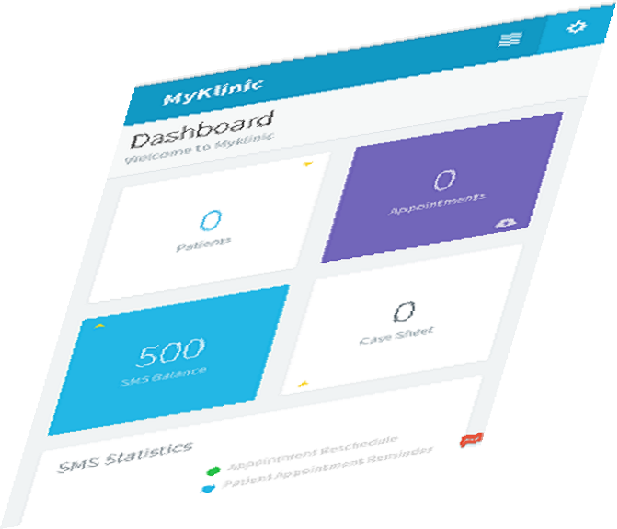 MyKlinic
Dashboard
Welcome to Myklinic
0
Patients
0
Appointments
500
SMS Balance
0
Case Sheet
SMS Statistics
Appointment Reschedule
Patient Appointment Reminder